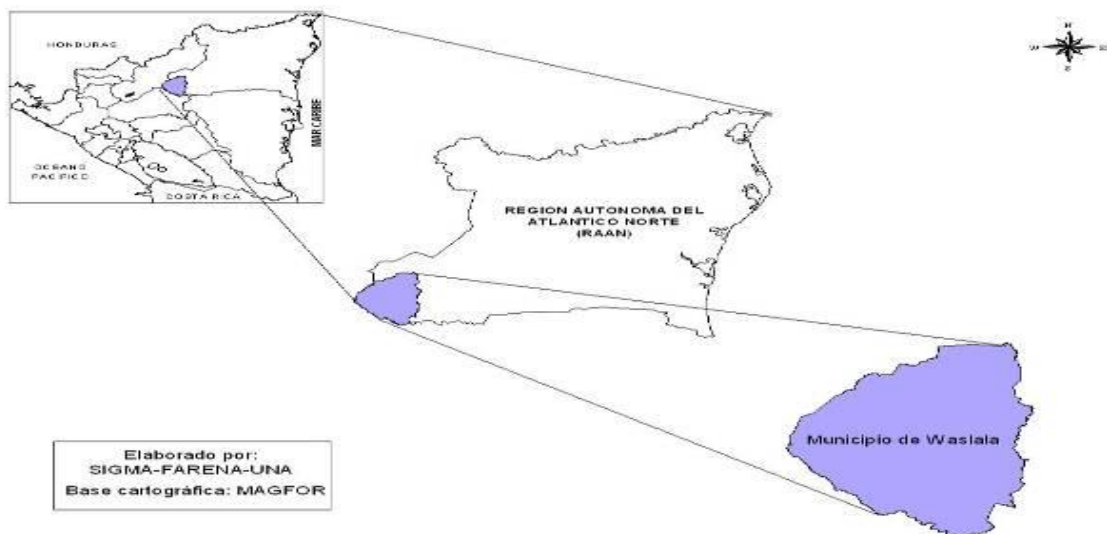 HONDURAS
MAR CARIBE
OCEANO
PACIFICO
COSTA RICA
N
W
E
S
REGION AUTONOMA DEL
ATLANTICO NORTE
(RAAN)
Municipio de Waslala
Elaborado por:
SIGMA-FARENA-UNA
Base cartográfica: MAGFOR